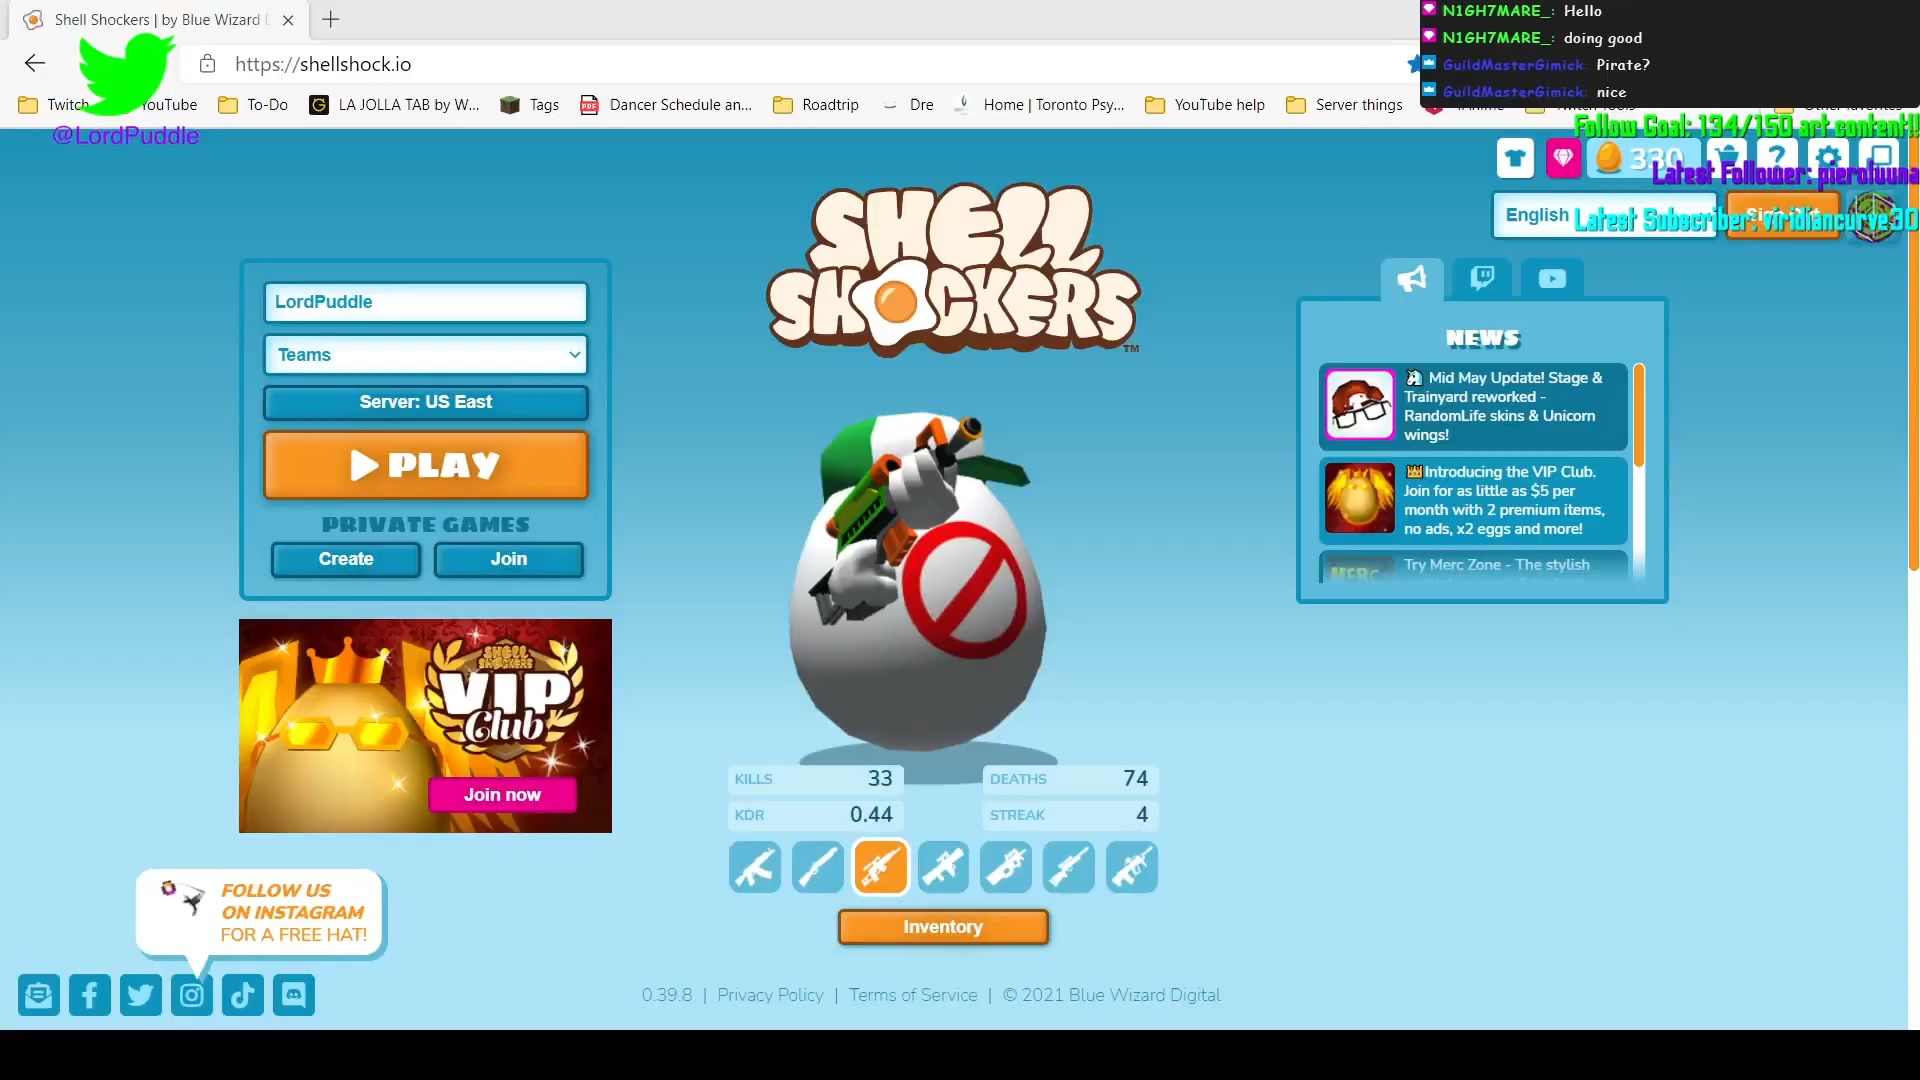 Shell Shockers | by Blue Wizard D
https://shellshock.io
Twitch
YouTube
To-Do
LA JOLLA TAB by W...
Tags
PDF
Dancer Schedule an...
Roadtrip
Dre
Home | Toronto Psy...
YouTube help
Server things
@LordPuddle
N1GH7MARE_: Hello
N1GH7MARE_: doing good
GuildMasterGimick: Pirate?
GuildMasterGimick: nice
Follow Goal: 134/150 art content!!
330
Latest Follower: pierofuuna
English
Latest Subscriber: viridiancurve30
SHELL
SHOCKERS
TM
LordPuddle
Teams
Server: US East
PLAY
PRIVATE GAMES
Create
Join
SHELL
SHOCKERS
VIP
Club
Join now
NEWS
Mid May Update! Stage &
Trainyard reworked -
RandomLife skins & Unicorn
wings!
Introducing the VIP Club.
Join for as little as $5 per
month with 2 premium items,
no ads, x2 eggs and more!
Try Merc Zone - The stylish
KILLS 33
DEATHS 74
KDR 0.44
STREAK 4
Inventory
FOLLOW US
ON INSTAGRAM
FOR A FREE HAT!
0.39.8 | Privacy Policy | Terms of Service | © 2021 Blue Wizard Digital